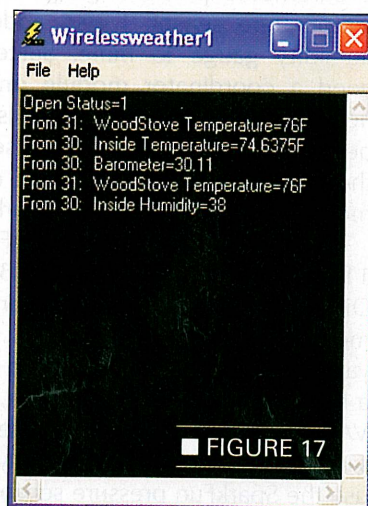 Wirelessweather1
File Help
Open Status=1
From 31: WoodStove Temperature=76F
From 30: Inside Temperature=74.6375F
From 30: Barometer=30.11
From 31: WoodStove Temperature=76F
From 30: Inside Humidity=38
■ FIGURE 17